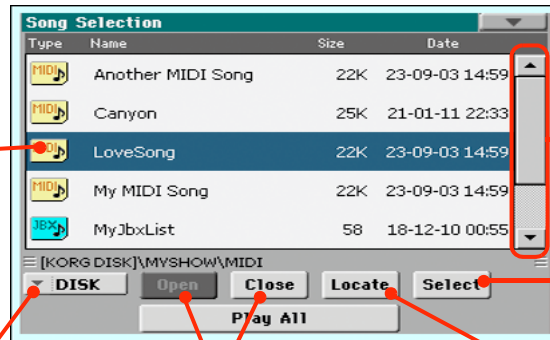 Song Selection
Type Name Size Date
MIDI Another MIDI Song 22K 23-09-03 14:59
MIDI Canyon 25K 21-01-11 22:33
LoveSong 22K 23-09-03 14:59
MIDI My MIDI Song 22K 23-09-03 14:59
JBX MyJbxList 58 18-12-10 00:55
[KORG DISK]\MYSHOW\MIDI
DISK Open Close Locate Select
Play All